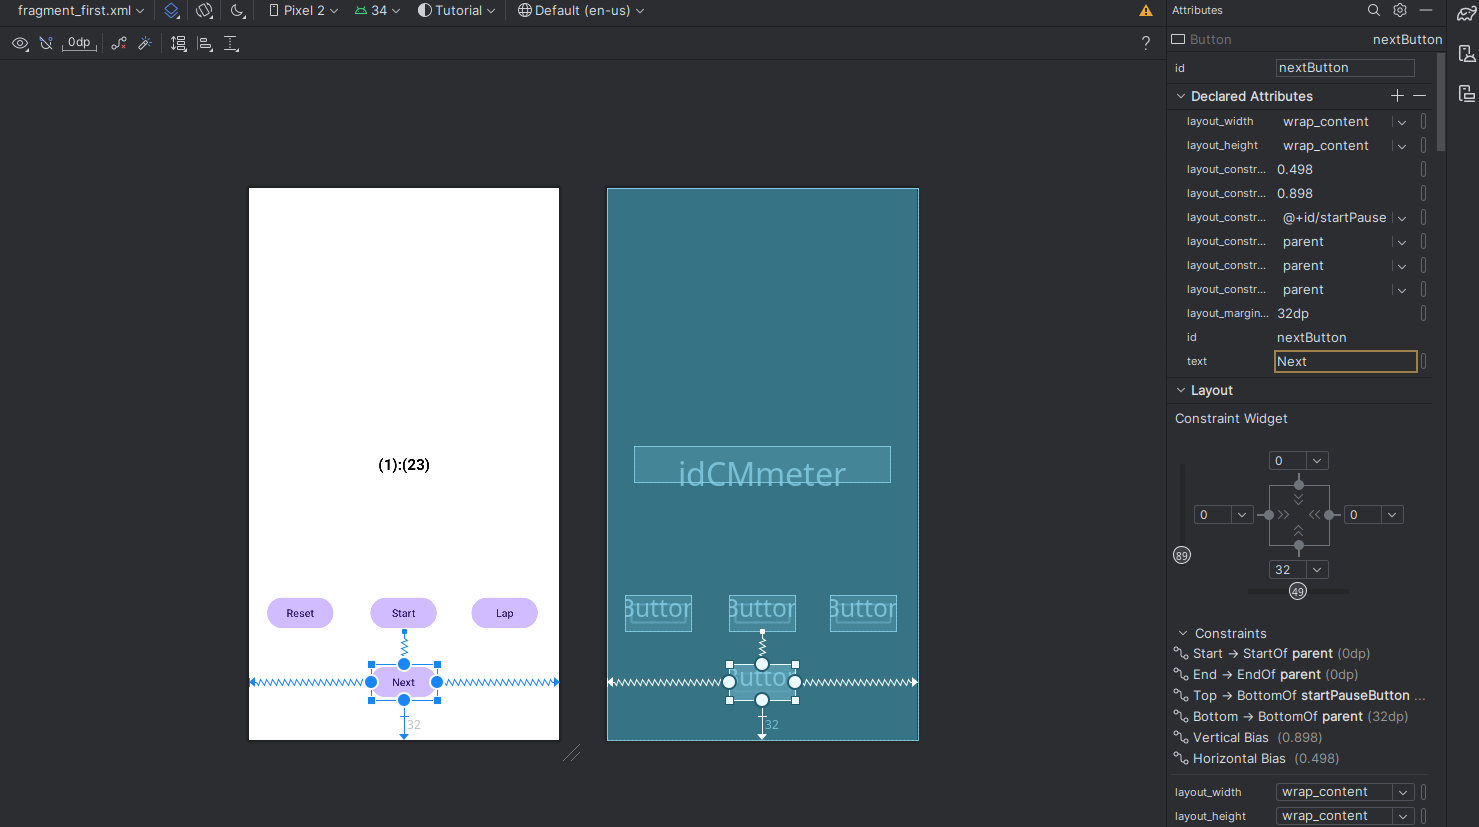 fragment_first.xml Pixel 2 34 Tutorial Default (en-us)
0dp ?
Attributes
Button nextButton
id nextButton
Declared Attributes
layout_width wrap_content
layout_height wrap_content
layout_constr... 0.498
layout_constr... 0.898
layout_constr... @+id/startPause
layout_constr... parent
layout_constr... parent
layout_constr... parent
layout_margin... 32dp
id nextButton
text Next
Layout
Constraint Widget
0
0 0
89
32
49
Constraints
Start → StartOf parent (0dp)
End → EndOf parent (0dp)
Top → BottomOf startPauseButton ...
Bottom → BottomOf parent (32dp)
Vertical Bias (0.898)
Horizontal Bias (0.498)
layout_width wrap_content
layout_height wrap_content
(1):(23)
Reset Start Lap
Next
32
idCMmeter
Button Button Button
Button
32